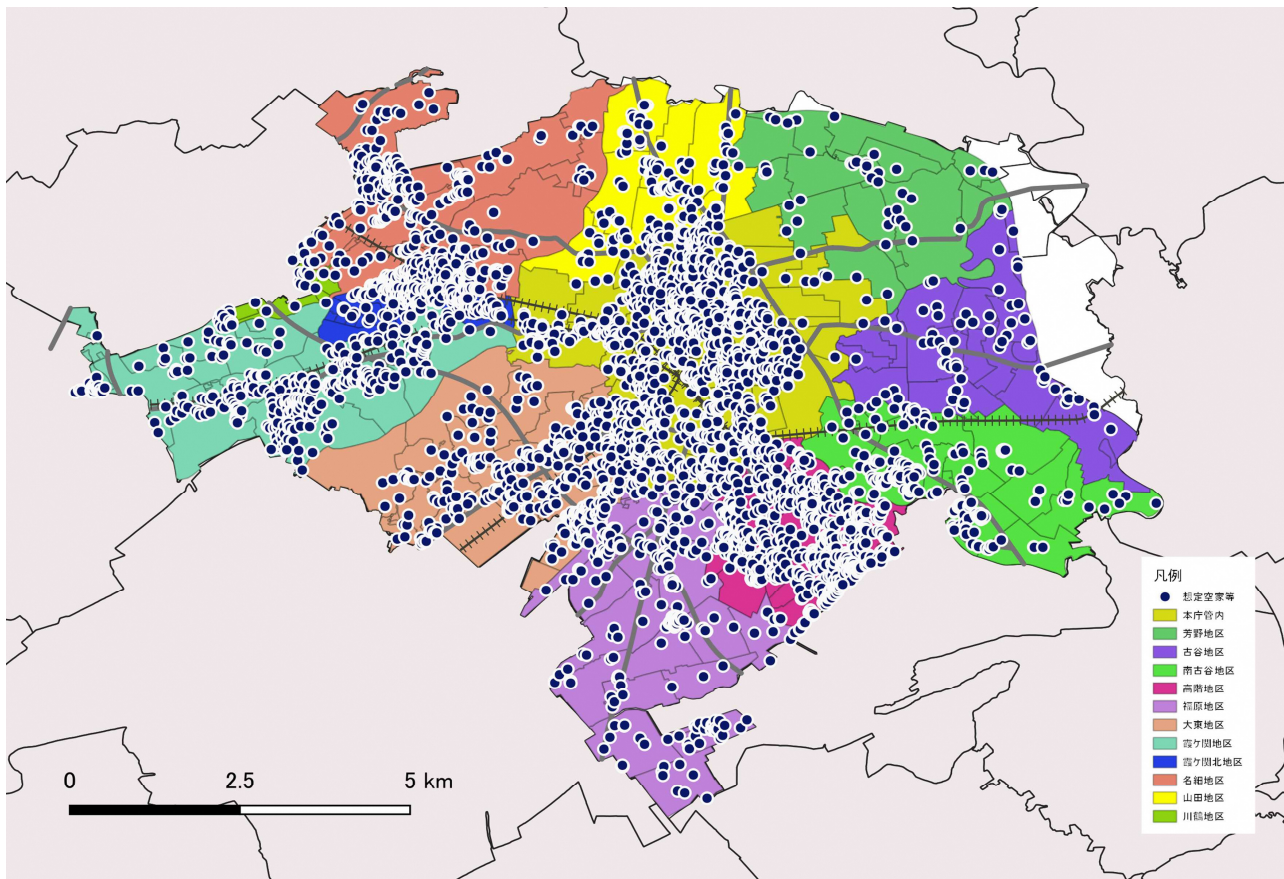 凡例
想定空家等
本庁管内
芳野地区
古谷地区
南古谷地区
高階地区
福原地区
大東地区
霞ケ関地区
霞ケ関北地区
名細地区
山田地区
川鶴地区
0 2.5 5 km